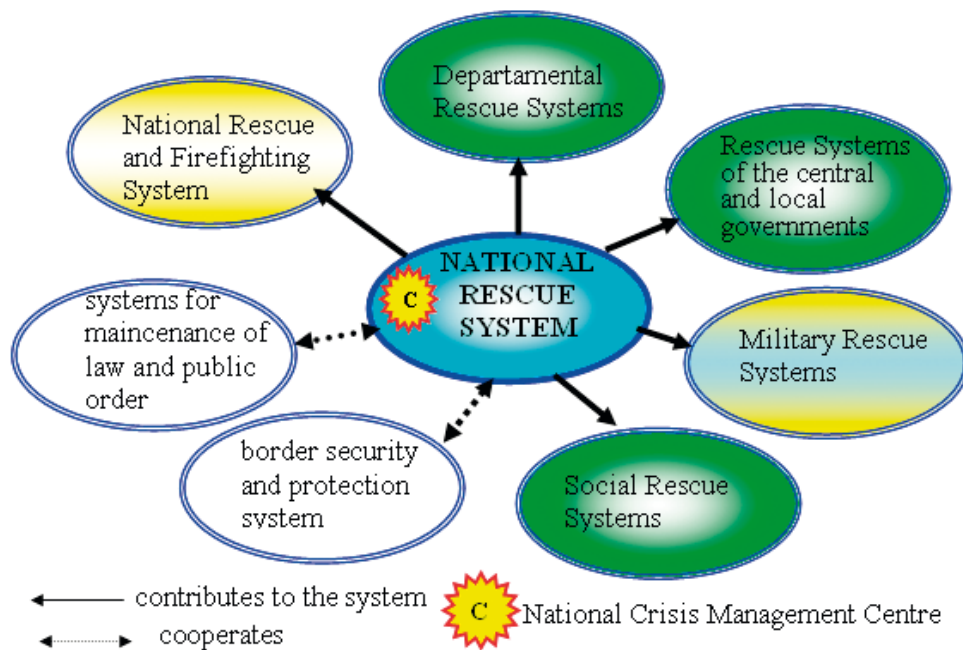 Departamental
Rescue Systems
National Rescue
and Firefighting
System
Rescue Systems
of the central
and local
governments
NATIONAL
RESCUE
SYSTEM
C
systems for
maincenance of
law and public
order
Military Rescue
Systems
border security
and protection
system
Social Rescue
Systems
contributes to the system
cooperates
C
National Crisis Management Centre